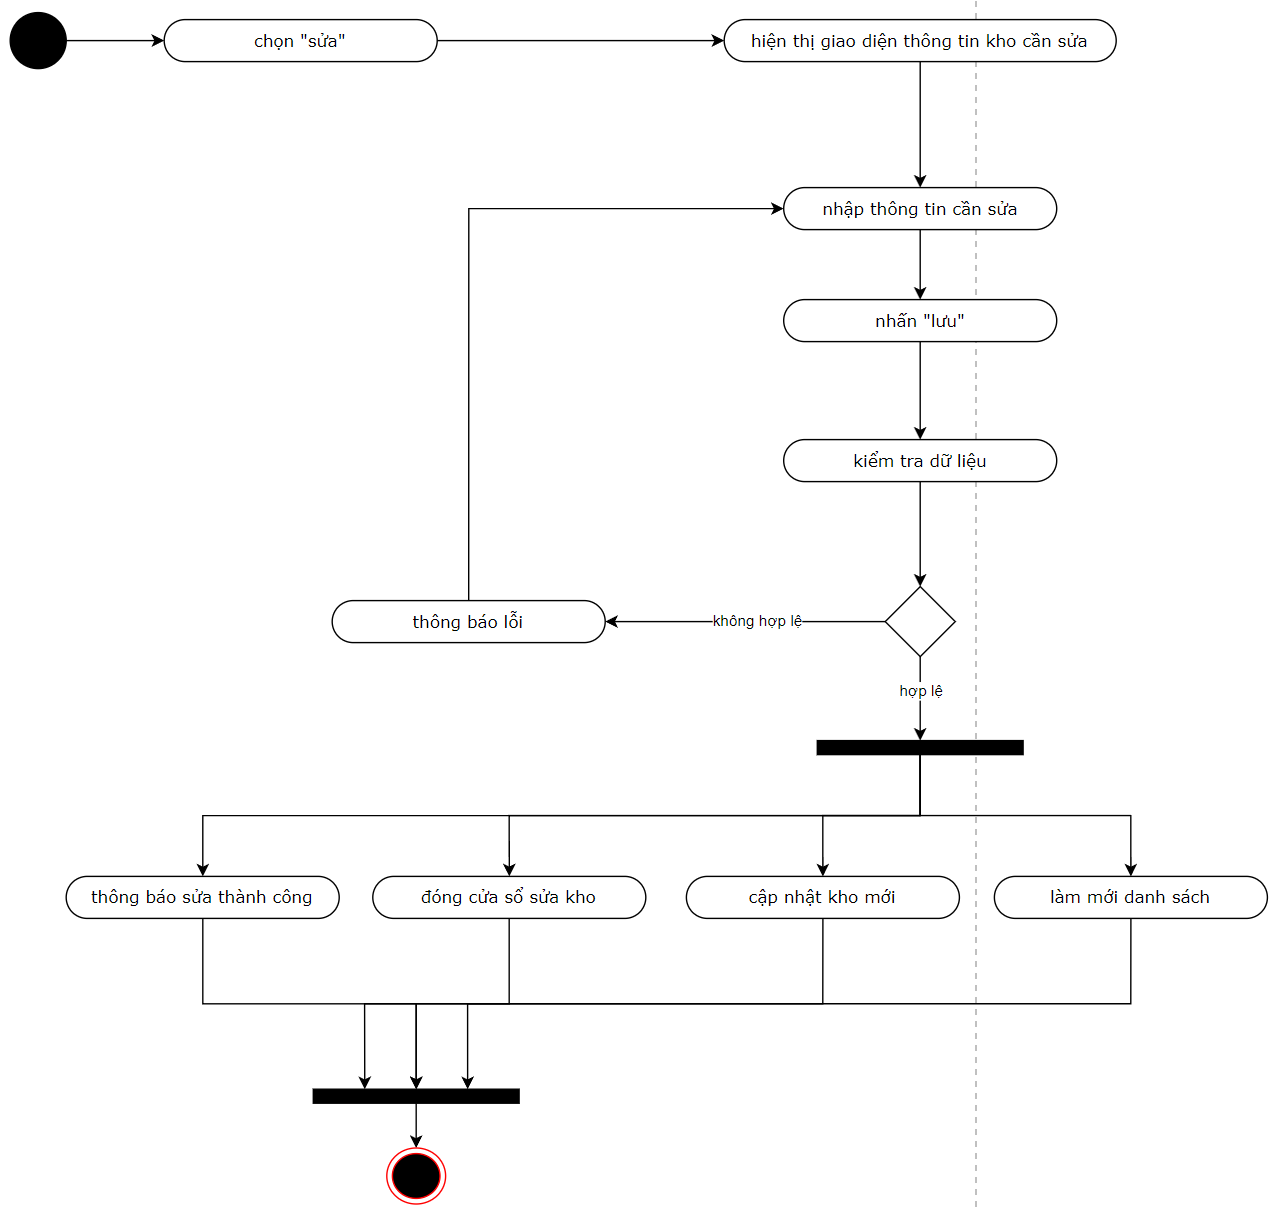 chọn "sửa"
hiện thị giao diện thông tin kho cần sửa
nhập thông tin cần sửa
nhấn "lưu"
kiểm tra dữ liệu
thông báo lỗi
không hợp lệ
hợp lệ
thông báo sửa thành công
đóng cửa sổ sửa kho
cập nhật kho mới
làm mới danh sách